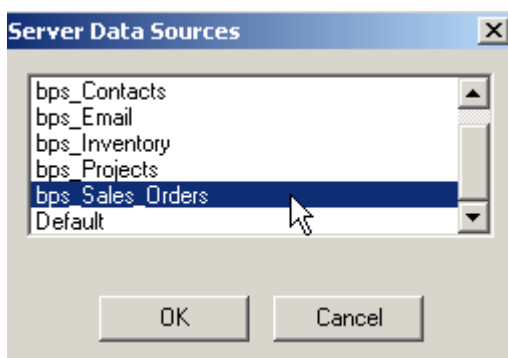 Server Data Sources
bps_Contacts
bps_Email
bps_Inventory
bps_Projects
bps_Sales_Orders
Default
OK
Cancel